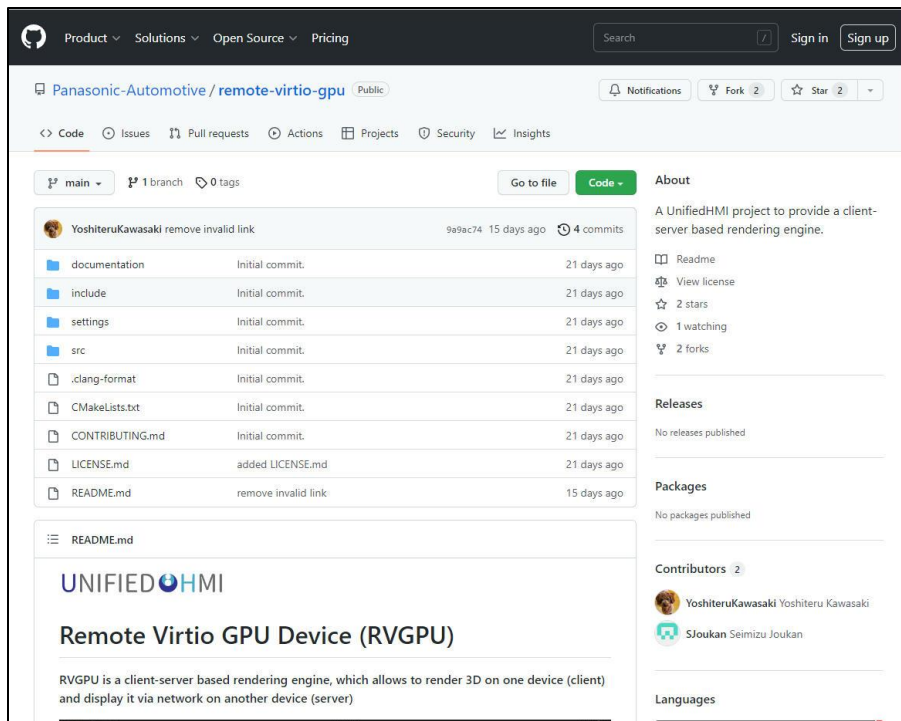 Product Solutions Open Source Pricing Search / Sign in Sign up
Panasonic-Automotive / remote-virtio-gpu Public Notifications Fork 2 Star 2
<> Code Issues Pull requests Actions Projects Security Insights
main 1 branch 0 tags Go to file Code
YoshiteruKawasaki remove invalid link 9a9ac74 15 days ago 4 commits
documentation Initial commit. 21 days ago
include Initial commit. 21 days ago
settings Initial commit. 21 days ago
src Initial commit. 21 days ago
.clang-format Initial commit. 21 days ago
CMakeLists.txt Initial commit. 21 days ago
CONTRIBUTING.md Initial commit. 21 days ago
LICENSE.md added LICENSE.md 21 days ago
README.md remove invalid link 15 days ago
README.md
UNIFIED HMI
Remote Virtio GPU Device (RVGPU)
RVGPU is a client-server based rendering engine, which allows to render 3D on one device (client)
and display it via network on another device (server)
About
A UnifiedHMI project to provide a client-
server based rendering engine.
Readme
View license
2 stars
1 watching
2 forks
Releases
No releases published
Packages
No packages published
Contributors 2
YoshiteruKawasaki Yoshiteru Kawasaki
SJoukan Seimizu Joukan
Languages